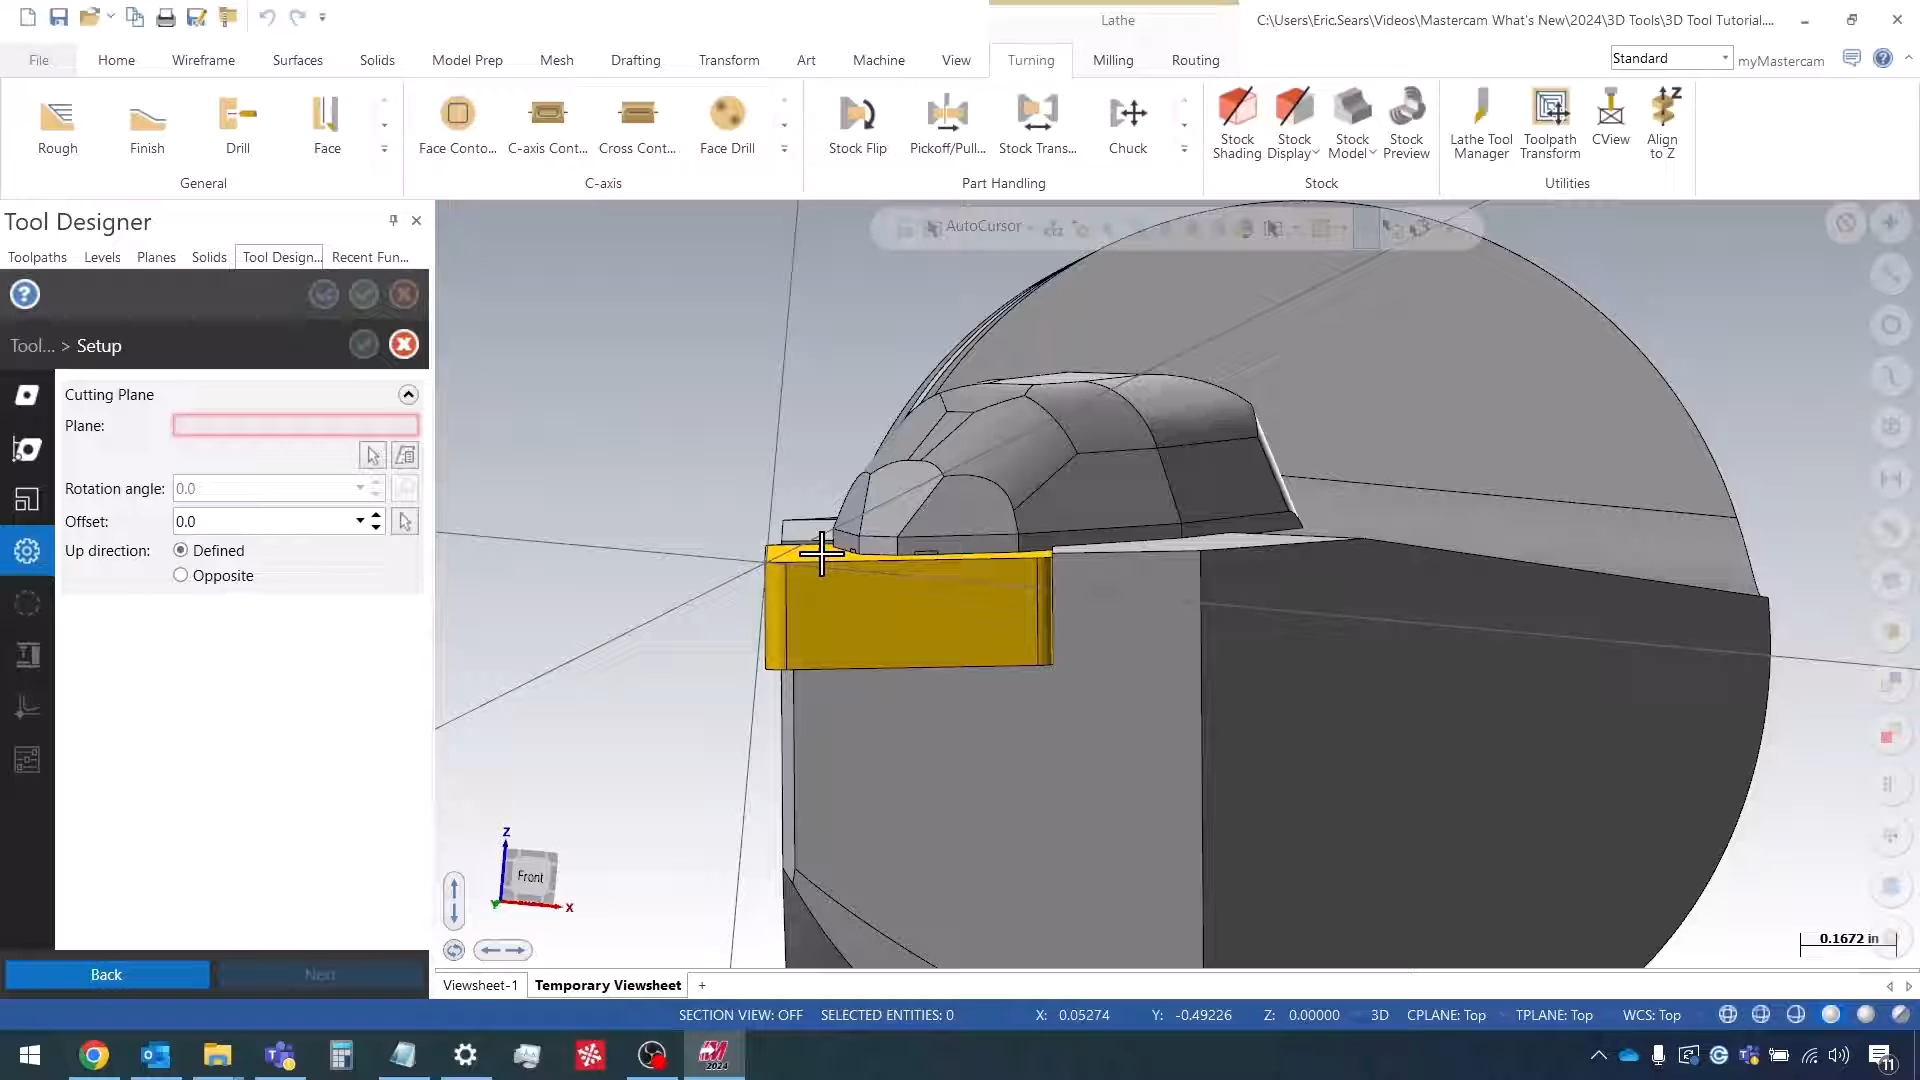 Lathe
C:\Users\Eric.Sears\Videos\Mastercam What's New\2024\3D Tools\3D Tool Tutorial....
File
Home
Wireframe
Surfaces
Solids
Model Prep
Mesh
Drafting
Transform
Art
Machine
View
Turning
Milling
Routing
Standard
myMastercam
Rough
Finish
Drill
Face
Face Conto...
C-axis Cont...
Cross Cont...
Face Drill
Stock Flip
Pickoff/Pull...
Stock Trans...
Chuck
Stock
Shading
Stock
Display
Stock
Model
Stock
Preview
Lathe Tool
Manager
Toolpath
Transform
CView
Align
to Z
General
C-axis
Part Handling
Stock
Utilities
Tool Designer
Toolpaths
Levels
Planes
Solids
Tool Design...
Recent Fun...
AutoCursor
Tool... > Setup
Cutting Plane
Plane:
Rotation angle: 0.0
Offset: 0.0
Up direction: Defined
Opposite
Z
Front
X
Y
0.1672 in
Back
Next
Viewsheet-1
Temporary Viewsheet
+
SECTION VIEW: OFF
SELECTED ENTITIES: 0
X: 0.05274
Y: -0.49226
Z: 0.00000
3D
CPLANE: Top
TPLANE: Top
WCS: Top
2024
11